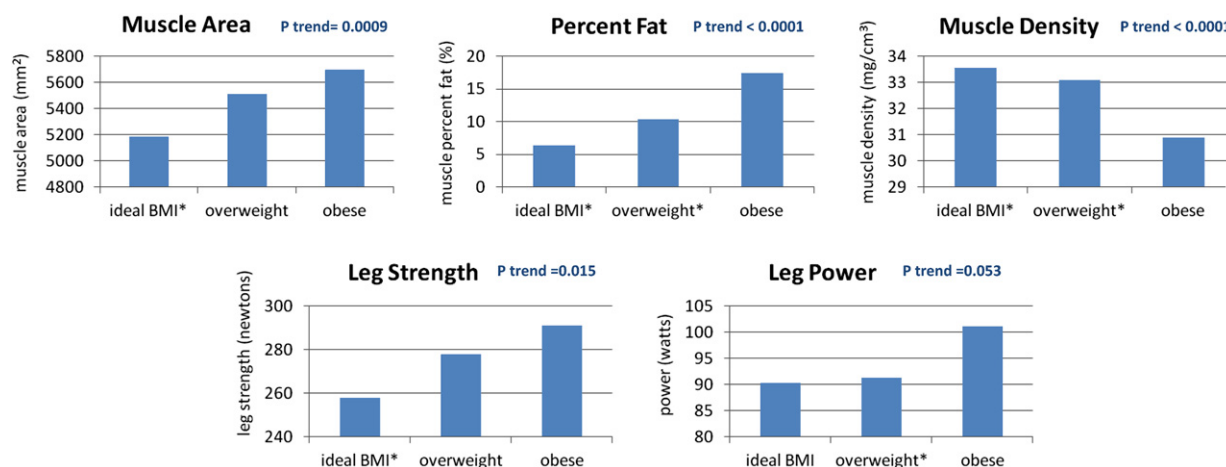 Muscle Area P trend= 0.0009
muscle area (mm²)
5800
5600
5400
5200
5000
4800
ideal BMI* overweight obese
Percent Fat P trend < 0.0001
muscle percent fat (%)
20
15
10
5
0
ideal BMI* overweight* obese
Muscle Density P trend < 0.0001
muscle density (mg/cm³)
34
33
32
31
30
29
ideal BMI* overweight* obese
Leg Strength P trend =0.015
leg strength (newtons)
300
280
260
240
ideal BMI* overweight obese
Leg Power P trend =0.053
power (watts)
105
100
95
90
85
80
ideal BMI overweight* obese